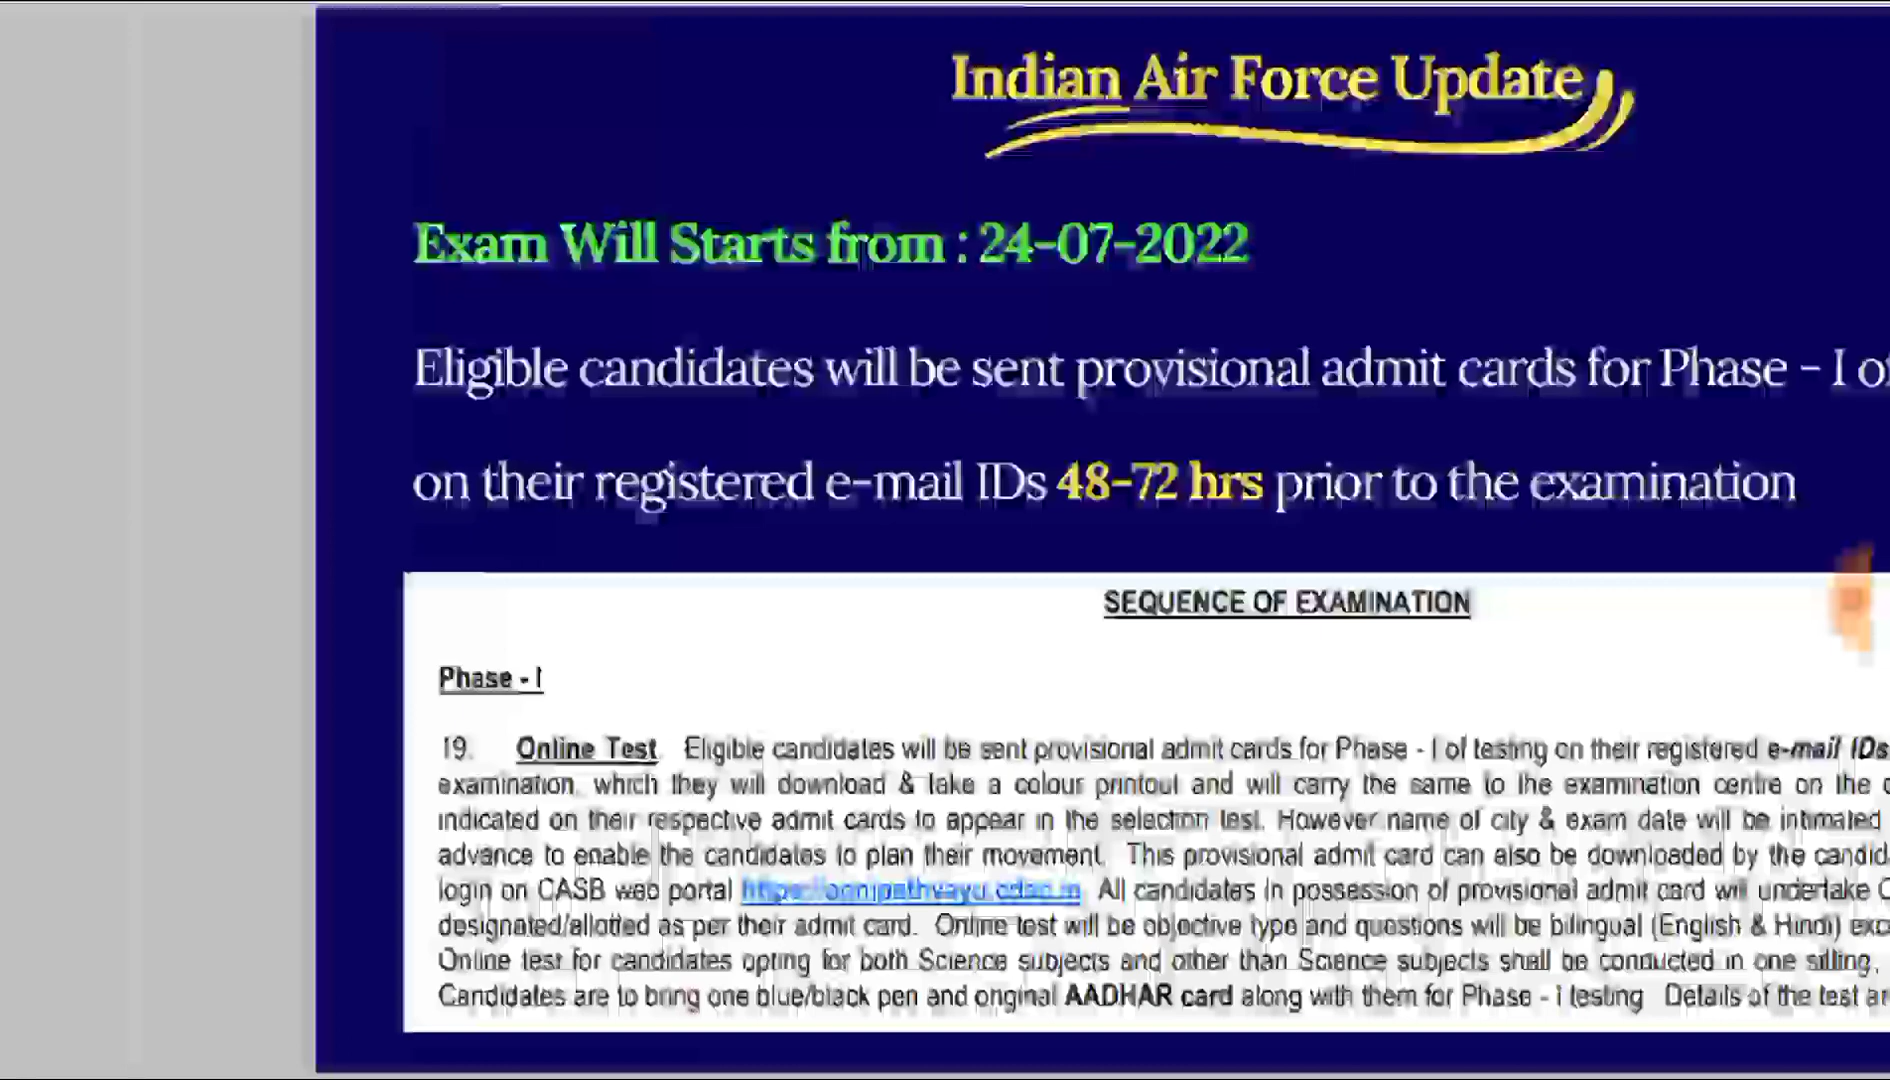 Indian Air Force Update
Exam Will Starts from : 24-07-2022
Eligible candidates will be sent provisional admit cards for Phase - I of
on their registered e-mail IDs 48-72 hrs prior to the examination
SEQUENCE OF EXAMINATION
Phase - I
19. Online Test. Eligible candidates will be sent provisional admit cards for Phase - I of testing on their registered e-mail IDs
examination, which they will download & take a colour printout and will carry the same to the examination centre on the
indicated on their respective admit cards to appear in the selection test. However name of city & exam date will be intimated
advance to enable the candidates to plan their movement. This provisional admit card can also be downloaded by the
login on CASB web portal https://agnipathvayu.cdac.in All candidates in possession of provisional admit card will undertake
designated/allotted as per their admit card. Online test will be objective type and questions will be bilingual (English & Hindi)
Online test for candidates opting for both Science subjects and other than Science subjects shall be conducted in one sitting,
Candidates are to bring one blue/black pen and original AADHAR card along with them for Phase - I testing Details of the test